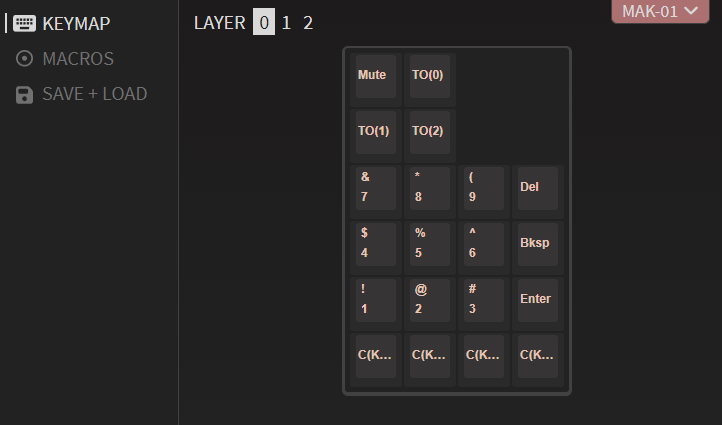 KEYMAP
MACROS
SAVE + LOAD
LAYER 0 1 2
MAK-01
Mute TO(0)
TO(1) TO(2)
& * (
7 8 9 Del
$ % ^
4 5 6 Bksp
! @ #
1 2 3 Enter
C(K... C(K... C(K... C(K...